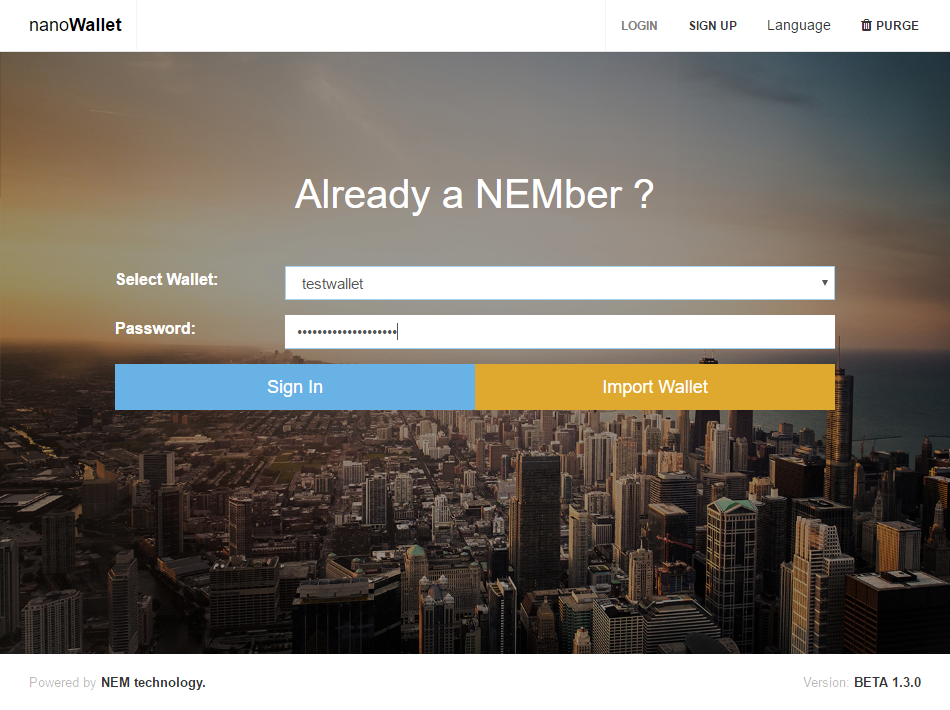 nanoWallet
LOGIN SIGN UP Language PURGE
Already a NEMber ?
Select Wallet: testwallet
Password: ••••••••••••••••••••
Sign In Import Wallet
Powered by NEM technology. Version: BETA 1.3.0